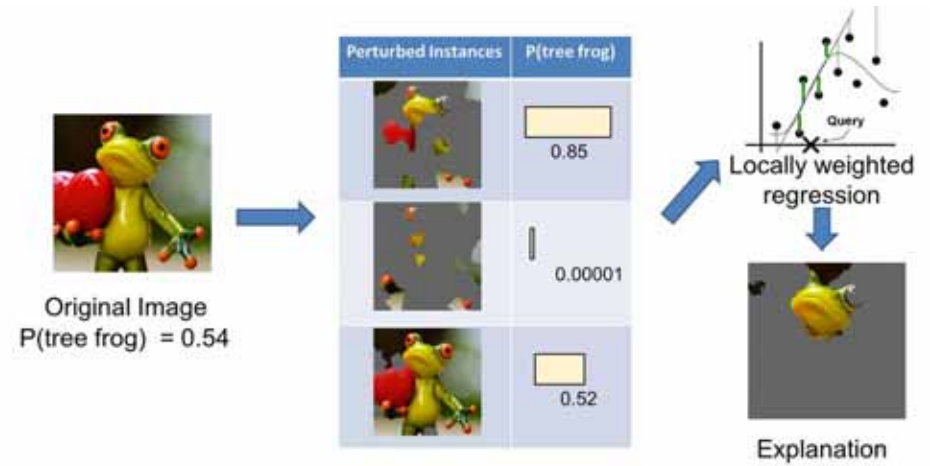 Original Image
P(tree frog) = 0.54
Perturbed Instances
P(tree frog)
0.85
0.00001
0.52
Query
Locally weighted
regression
Explanation